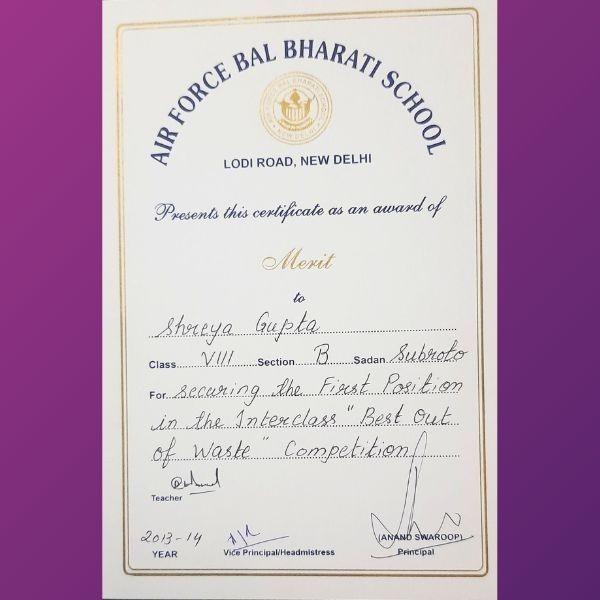 AIR FORCE BAL BHARATI SCHOOL
LODI ROAD, NEW DELHI
Presents this certificate as an award of
Merit
to
Shreya Gupta
Class VIII Section B Sadan Subroto
For securing the First Position
in the Interclass "Best Out
of Waste" Competition
Teacher
2013-14
(ANAND SWAROOP)
YEAR Vice Principal/Headmistress Principal